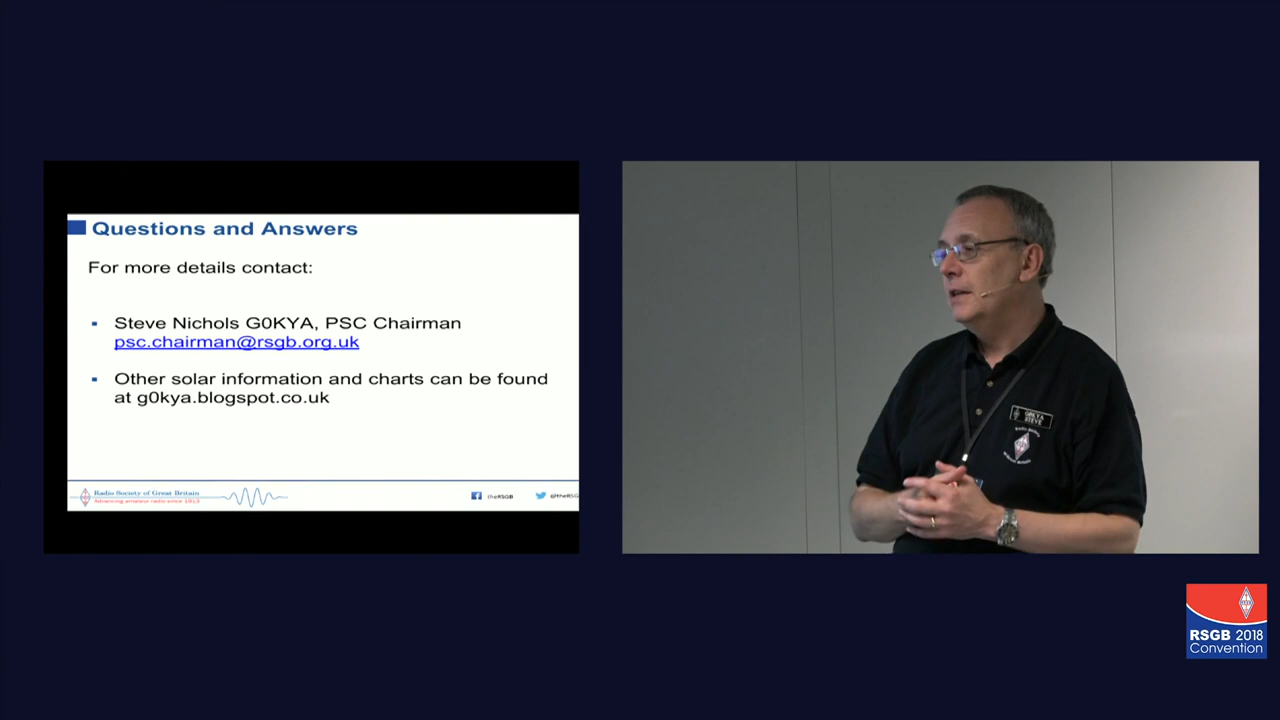 Questions and Answers
For more details contact:
▪ Steve Nichols G0KYA, PSC Chairman
psc.chairman@rsgb.org.uk
▪ Other solar information and charts can be found
at g0kya.blogspot.co.uk
Radio Society of Great Britain
Advancing amateur radio since 1913
theRSGB
@theRSG
G0KYA
STEVE
RSGB 2018
Convention